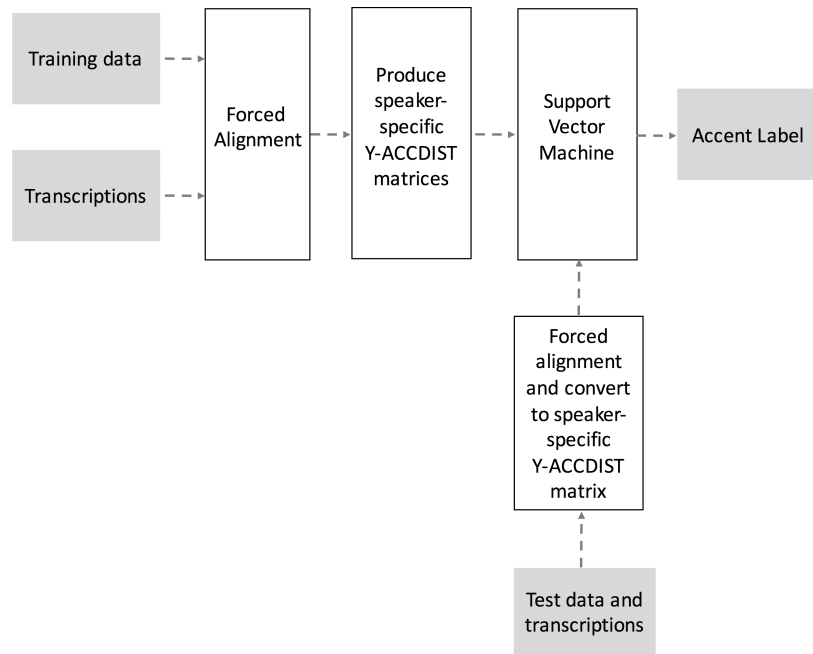 Training data
Transcriptions
Forced
Alignment
Produce
speaker-
specific
Y-ACCDIST
matrices
Support
Vector
Machine
Accent Label
Forced
alignment
and convert
to speaker-
specific
Y-ACCDIST
matrix
Test data and
transcriptions